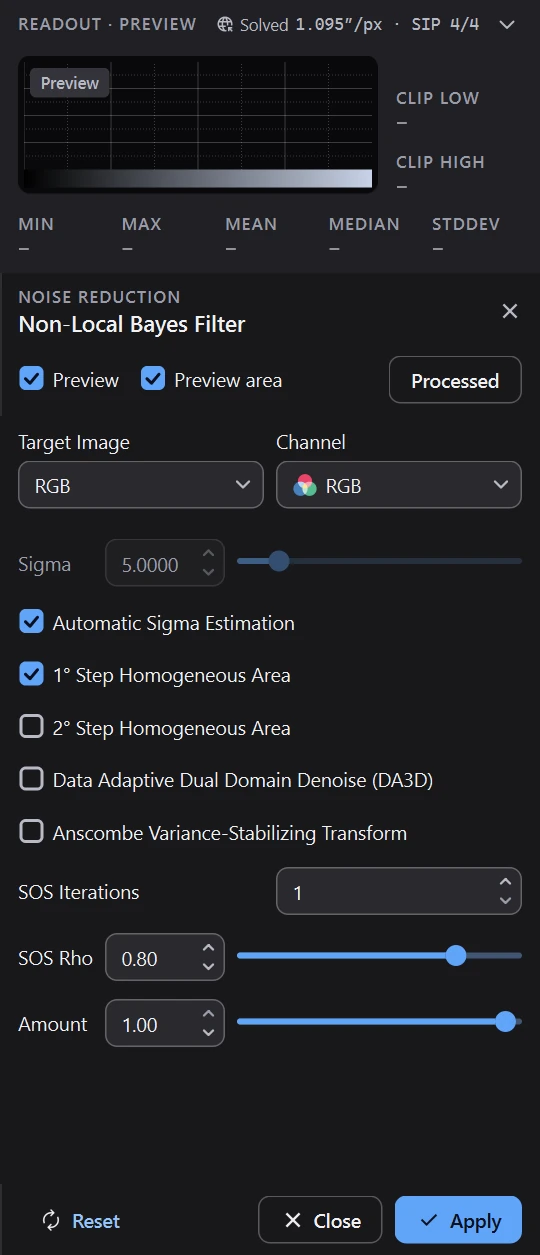 READOUT · PREVIEW Solved 1.095″/px · SIP 4/4
Preview
CLIP LOW
–
CLIP HIGH
–
MIN MAX MEAN MEDIAN STDDEV
– – – – –
NOISE REDUCTION
Non-Local Bayes Filter
Preview Preview area Processed
Target Image Channel
RGB RGB
Sigma 5.0000
Automatic Sigma Estimation
1° Step Homogeneous Area
2° Step Homogeneous Area
Data Adaptive Dual Domain Denoise (DA3D)
Anscombe Variance-Stabilizing Transform
SOS Iterations 1
SOS Rho 0.80
Amount 1.00
Reset Close Apply